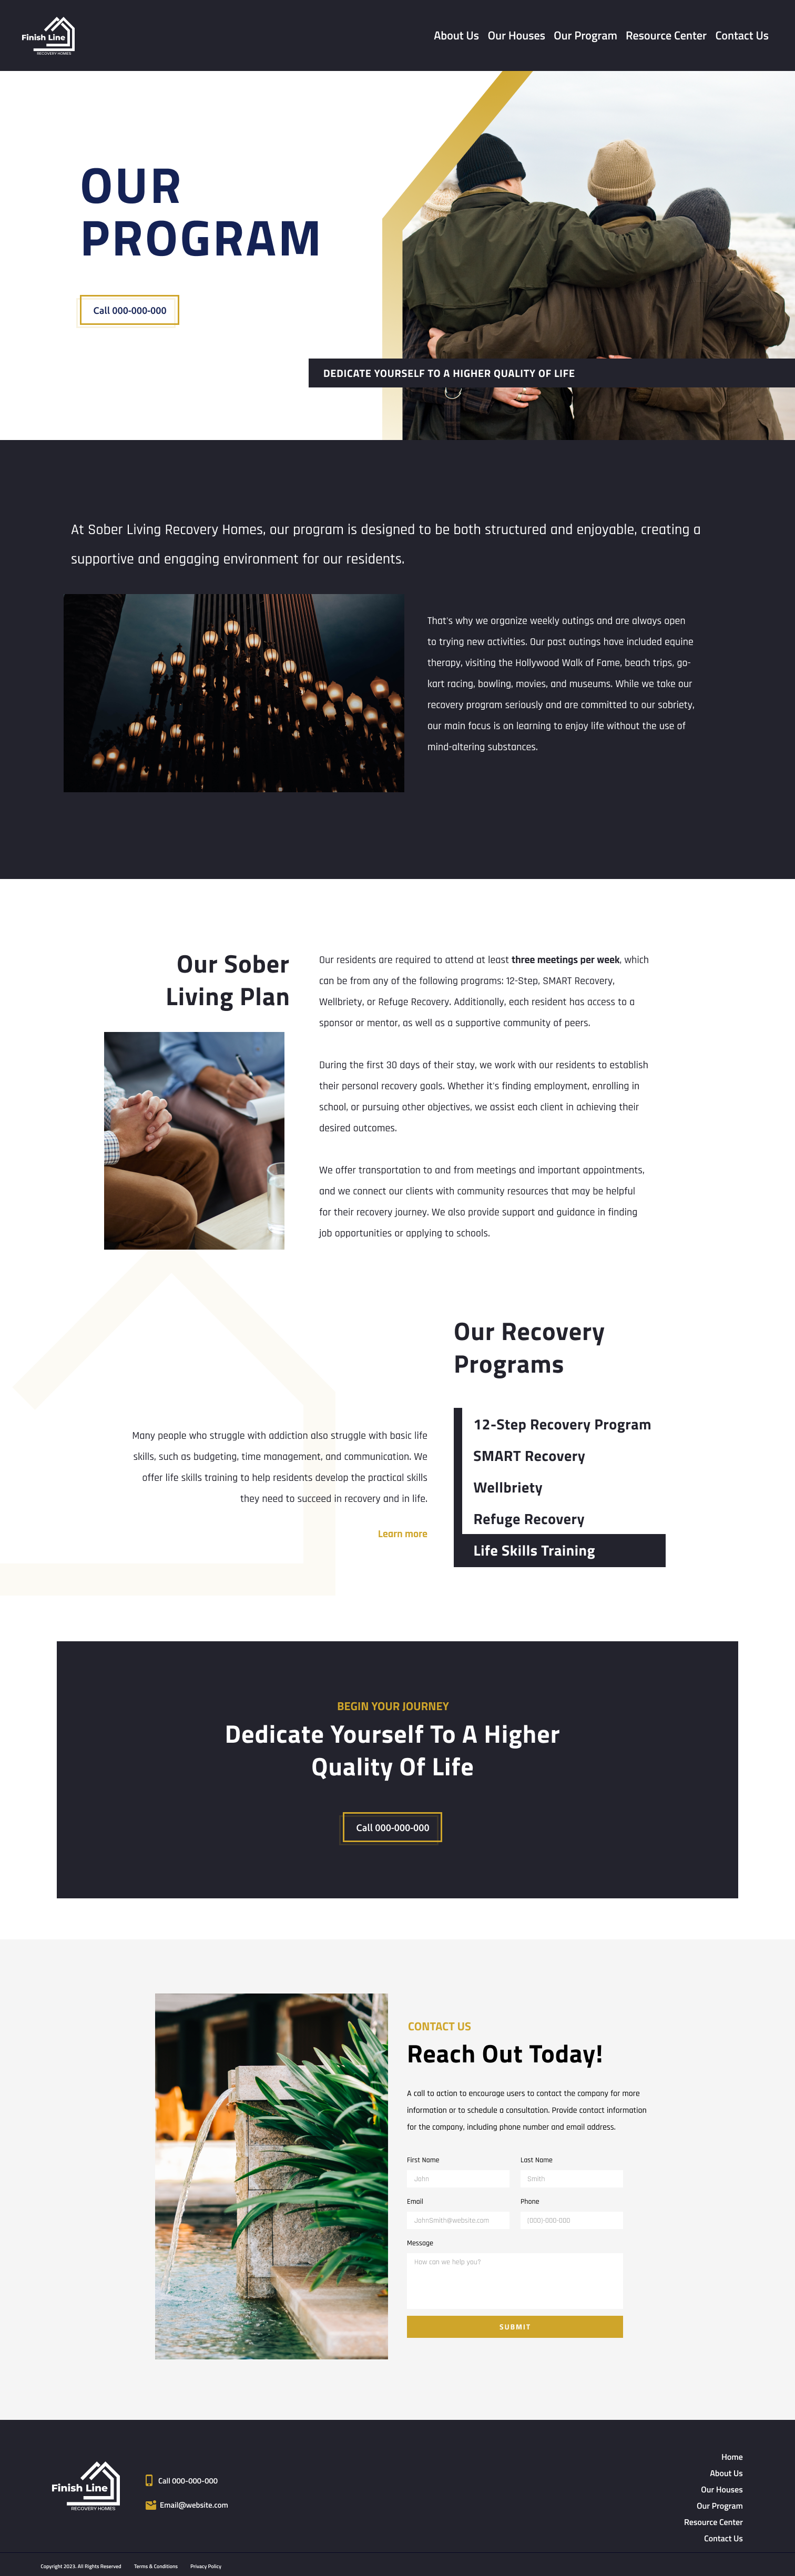 Finish Line
RECOVERY HOMES
About Us Our Houses Our Program Resource Center Contact Us
OUR
PROGRAM
Call 000-000-000
DEDICATE YOURSELF TO A HIGHER QUALITY OF LIFE
At Sober Living Recovery Homes, our program is designed to be both structured and enjoyable, creating a
supportive and engaging environment for our residents.
That's why we organize weekly outings and are always open
to trying new activities. Our past outings have included equine
therapy, visiting the Hollywood Walk of Fame, beach trips, go-
kart racing, bowling, movies, and museums. While we take our
recovery program seriously and are committed to our sobriety,
our main focus is on learning to enjoy life without the use of
mind-altering substances.
Our Sober
Living Plan
Our residents are required to attend at least three meetings per week, which
can be from any of the following programs: 12-Step, SMART Recovery,
Wellbriety, or Refuge Recovery. Additionally, each resident has access to a
sponsor or mentor, as well as a supportive community of peers.
During the first 30 days of their stay, we work with our residents to establish
their personal recovery goals. Whether it's finding employment, enrolling in
school, or pursuing other objectives, we assist each client in achieving their
desired outcomes.
We offer transportation to and from meetings and important appointments,
and we connect our clients with community resources that may be helpful
for their recovery journey. We also provide support and guidance in finding
job opportunities or applying to schools.
Our Recovery
Programs
Many people who struggle with addiction also struggle with basic life
skills, such as budgeting, time management, and communication. We
offer life skills training to help residents develop the practical skills
they need to succeed in recovery and in life.
Learn more
12-Step Recovery Program
SMART Recovery
Wellbriety
Refuge Recovery
Life Skills Training
BEGIN YOUR JOURNEY
Dedicate Yourself To A Higher
Quality Of Life
Call 000-000-000
CONTACT US
Reach Out Today!
A call to action to encourage users to contact the company for more
information or to schedule a consultation. Provide contact information
for the company, including phone number and email address.
First Name Last Name
John Smith
Email Phone
JohnSmith@website.com (000)-000-000
Message
How can we help you?
SUBMIT
Finish Line
RECOVERY HOMES
Call 000-000-000
Email@website.com
Home
About Us
Our Houses
Our Program
Resource Center
Contact Us
Copyright 2023. All Rights Reserved Terms & Conditions Privacy Policy